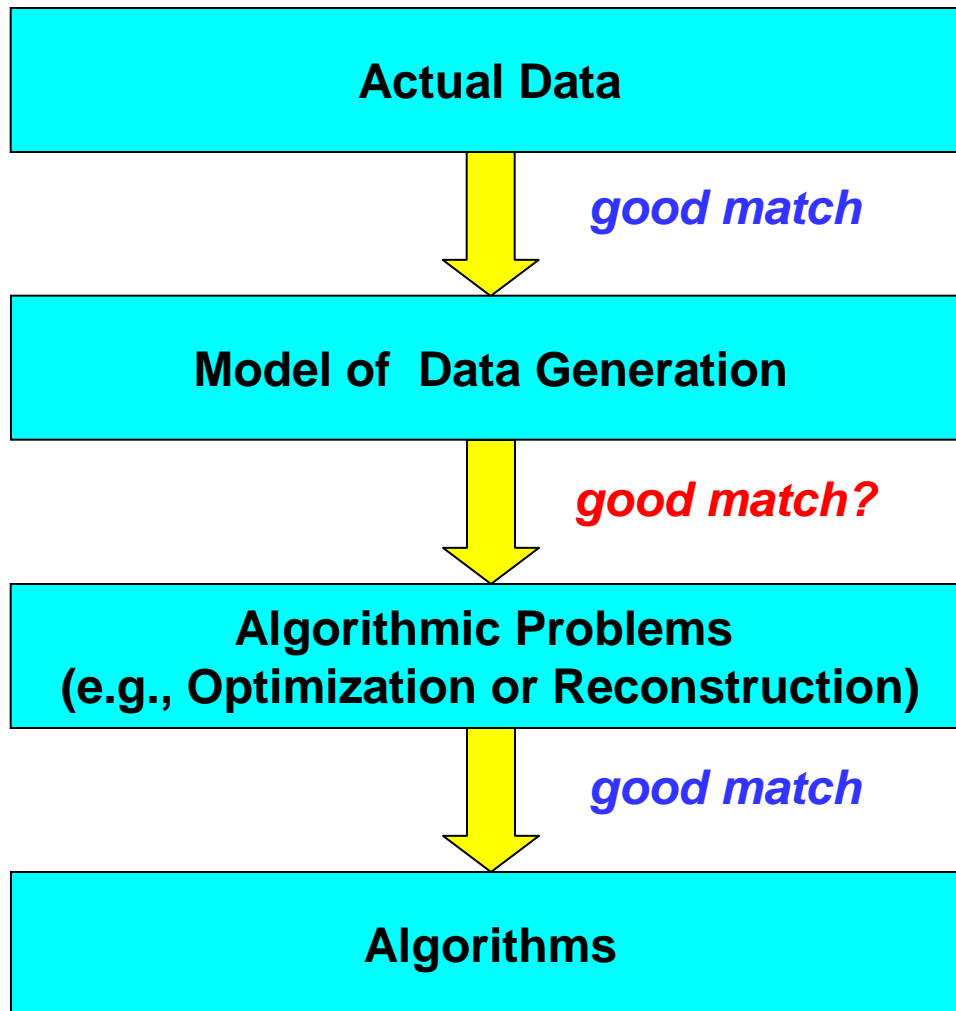 Actual Data
good match
Model of  Data Generation
good match?
Algorithmic Problems
(e.g., Optimization or Reconstruction)
good match
Algorithms